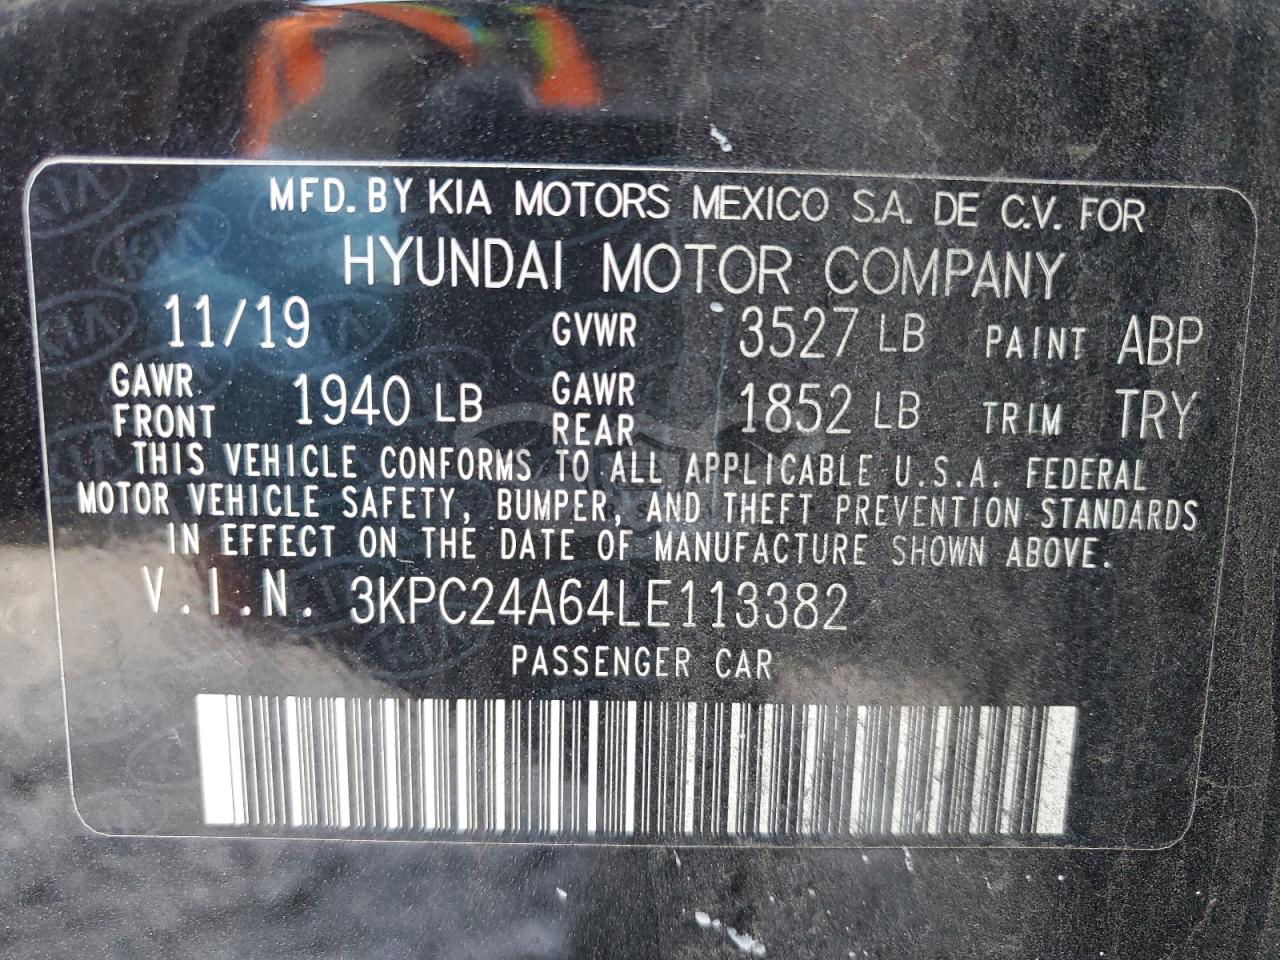 MFD. BY KIA MOTORS MEXICO S.A. DE C.V. FOR
HYUNDAI MOTOR COMPANY
11/19 GVWR 3527 LB PAINT ABP
GAWR FRONT 1940 LB GAWR REAR 1852 LB TRIM TRY
THIS VEHICLE CONFORMS TO ALL APPLICABLE U.S.A. FEDERAL
MOTOR VEHICLE SAFETY, BUMPER, AND THEFT PREVENTION STANDARDS
IN EFFECT ON THE DATE OF MANUFACTURE SHOWN ABOVE.
V.I.N. 3KPC24A64LE113382
PASSENGER CAR